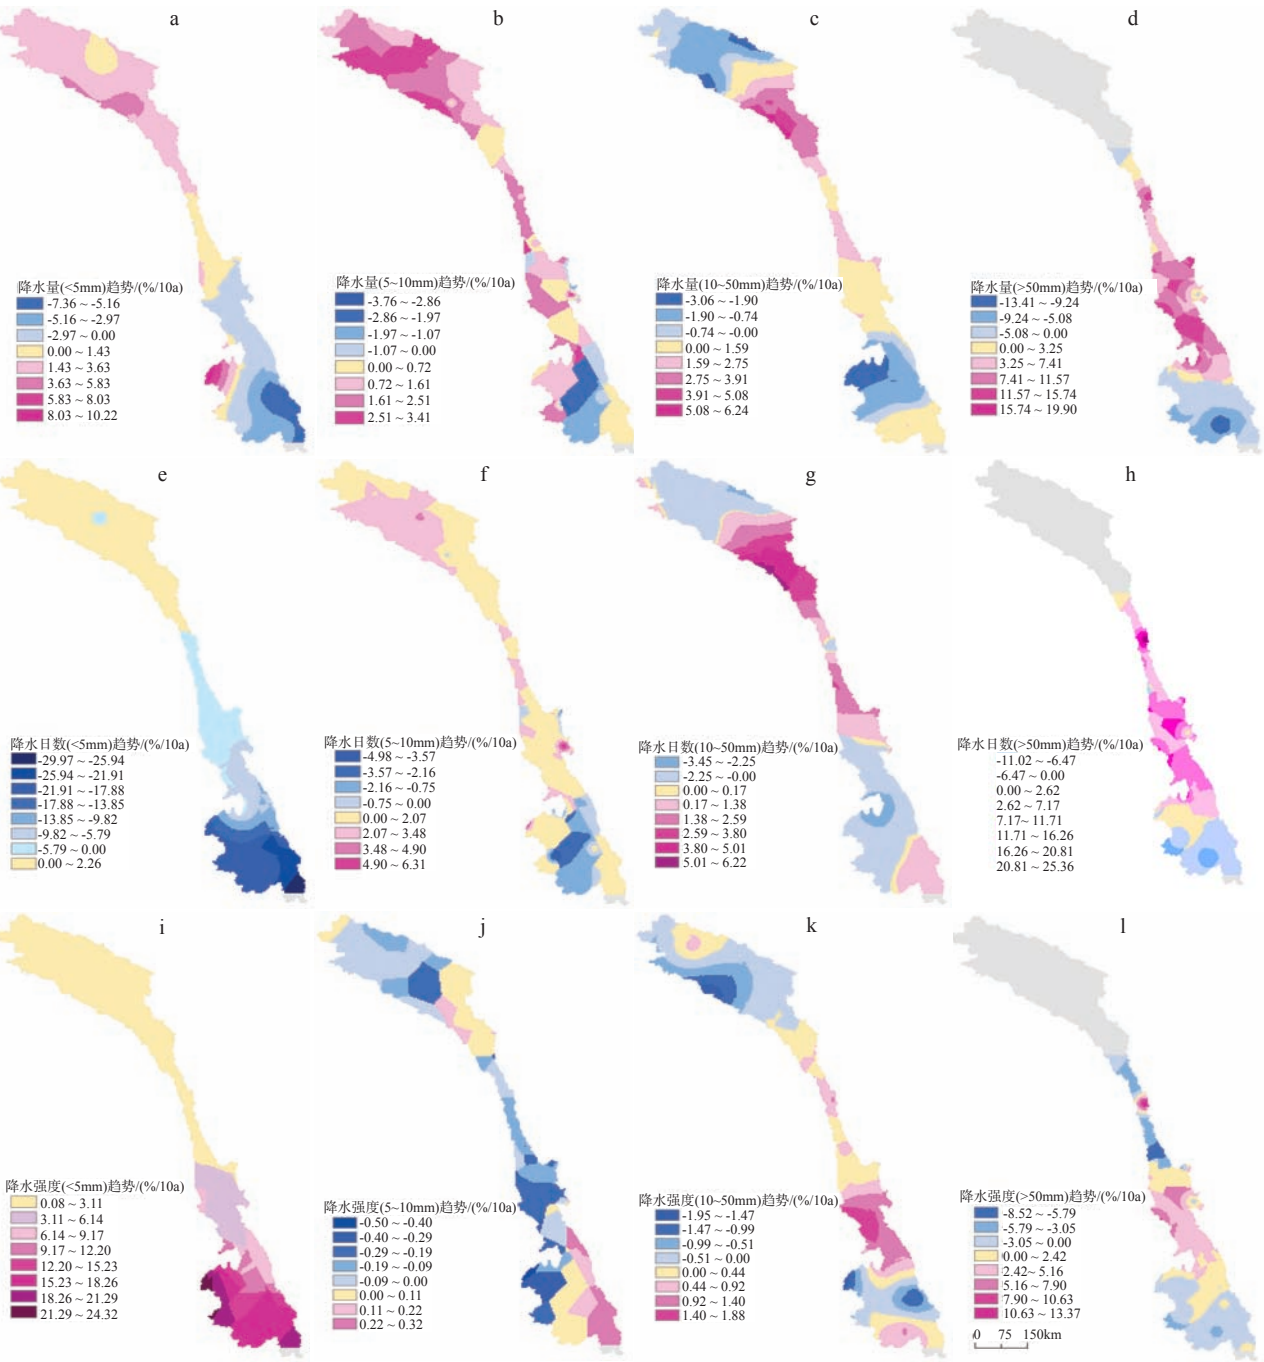 a
b
c
d
降水量(<5mm)趋势/(%/10a)
-7.36 ~ -5.16
-5.16 ~ -2.97
-2.97 ~ 0.00
0.00 ~ 1.43
1.43 ~ 3.63
3.63 ~ 5.83
5.83 ~ 8.03
8.03 ~ 10.22
降水量(5~10mm)趋势/(%/10a)
-3.76 ~ -2.86
-2.86 ~ -1.97
-1.97 ~ -1.07
-1.07 ~ 0.00
0.00 ~ 0.72
0.72 ~ 1.61
1.61 ~ 2.51
2.51 ~ 3.41
降水量(10~50mm)趋势/(%/10a)
-3.06 ~ -1.90
-1.90 ~ -0.74
-0.74 ~ -0.00
0.00 ~ 1.59
1.59 ~ 2.75
2.75 ~ 3.91
3.91 ~ 5.08
5.08 ~ 6.24
降水量(>50mm)趋势/(%/10a)
-13.41 ~ -9.24
-9.24 ~ -5.08
-5.08 ~ 0.00
0.00 ~ 3.25
3.25 ~ 7.41
7.41 ~ 11.57
11.57 ~ 15.74
15.74 ~ 19.90
e
f
g
h
降水日数(<5mm)趋势/(%/10a)
-29.97 ~ -25.94
-25.94 ~ -21.91
-21.91 ~ -17.88
-17.88 ~ -13.85
-13.85 ~ -9.82
-9.82 ~ -5.79
-5.79 ~ 0.00
0.00 ~ 2.26
降水日数(5~10mm)趋势/(%/10a)
-4.98 ~ -3.57
-3.57 ~ -2.16
-2.16 ~ -0.75
-0.75 ~ 0.00
0.00 ~ 2.07
2.07 ~ 3.48
3.48 ~ 4.90
4.90 ~ 6.31
降水日数(10~50mm)趋势/(%/10a)
-3.45 ~ -2.25
-2.25 ~ -0.00
0.00 ~ 0.17
0.17 ~ 1.38
1.38 ~ 2.59
2.59 ~ 3.80
3.80 ~ 5.01
5.01 ~ 6.22
降水日数(>50mm)趋势/(%/10a)
-11.02 ~ -6.47
-6.47 ~ 0.00
0.00 ~ 2.62
2.62 ~ 7.17
7.17~ 11.71
11.71 ~ 16.26
16.26 ~ 20.81
20.81 ~ 25.36
i
j
k
l
降水强度(<5mm)趋势/(%/10a)
0.08 ~ 3.11
3.11 ~ 6.14
6.14 ~ 9.17
9.17 ~ 12.20
12.20 ~ 15.23
15.23 ~ 18.26
18.26 ~ 21.29
21.29 ~ 24.32
降水强度(5~10mm)趋势/(%/10a)
-0.50 ~ -0.40
-0.40 ~ -0.29
-0.29 ~ -0.19
-0.19 ~ -0.09
-0.09 ~ 0.00
0.00 ~ 0.11
0.11 ~ 0.22
0.22 ~ 0.32
降水强度(10~50mm)趋势/(%/10a)
-1.95 ~ -1.47
-1.47 ~ -0.99
-0.99 ~ -0.51
-0.51 ~ 0.00
0.00 ~ 0.44
0.44 ~ 0.92
0.92 ~ 1.40
1.40 ~ 1.88
降水强度(>50mm)趋势/(%/10a)
-8.52 ~ -5.79
-5.79 ~ -3.05
-3.05 ~ 0.00
0.00 ~ 2.42
2.42~ 5.16
5.16 ~ 7.90
7.90 ~ 10.63
10.63 ~ 13.37
0 75 150km